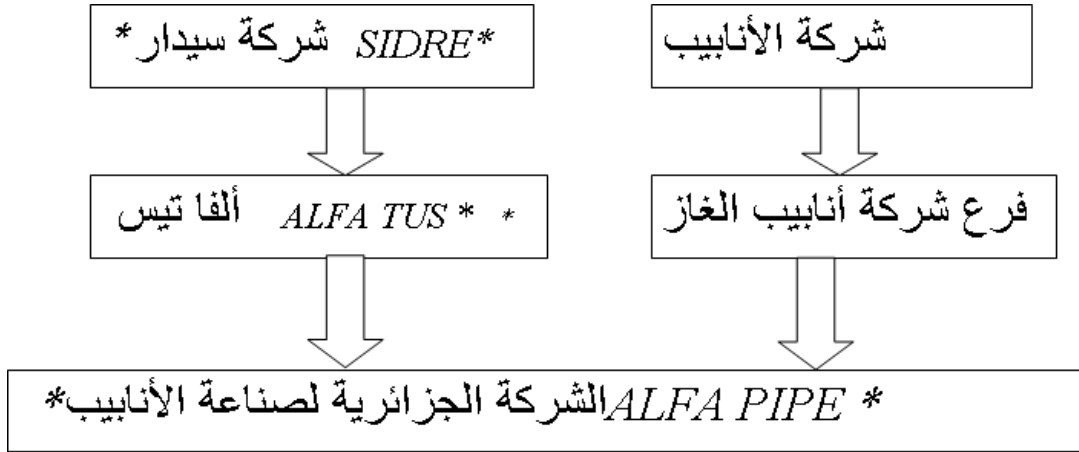 شركة الأنابيب
*شركة سيدار SIDRE*
فرع شركة أنابيب الغاز
ألفا تيس ALFA TUS * *
*الشركة الجزائرية لصناعة الأنابيب ALFA PIPE *